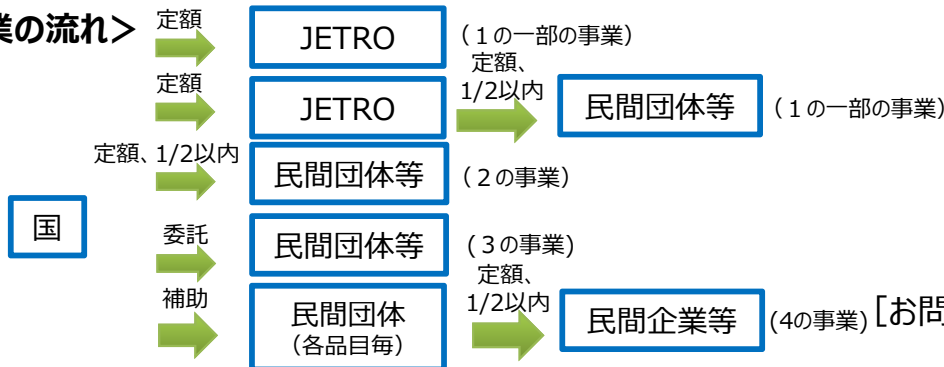 業の流れ>
定額
JETRO
(1の一部の事業)
定額
JETRO
定額、
1/2以内
民間団体等
(1の一部の事業)
定額、1/2以内
民間団体等
(2の事業)
国
委託
民間団体等
(3の事業)
補助
民間団体
(各品目毎)
定額、
1/2以内
民間企業等
(4の事業)
[お問